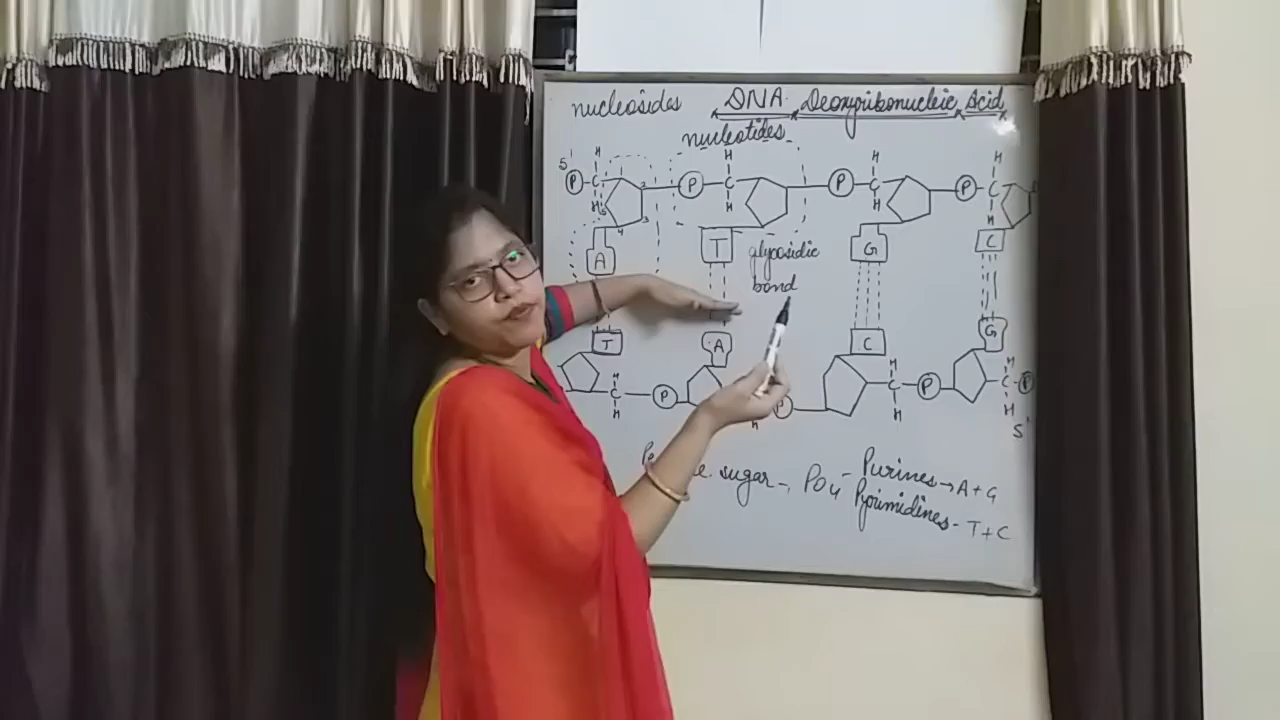 nucleosides DNA Deoxyribonucleic Acid
nucleotides
5'
H H H H
P C P C P C P C
H H H H
A T G C
glycosidic
bond
T A C G
H H H
C P P C P C P
H H H H
5'
sugar - PO4 - Purines → A + G
Pyrimidines - T + C